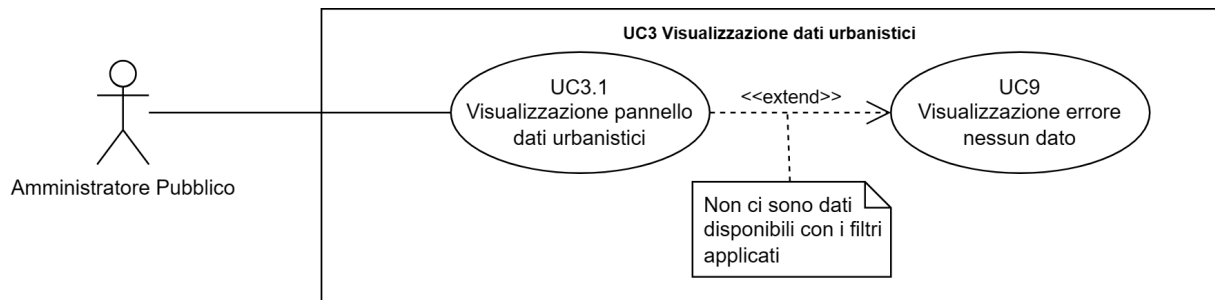 UC3 Visualizzazione dati urbanistici
UC3.1
Visualizzazione pannello
dati urbanistici
<<extend>>
UC9
Visualizzazione errore
nessun dato
Amministratore Pubblico
Non ci sono dati
disponibili con i filtri
applicati